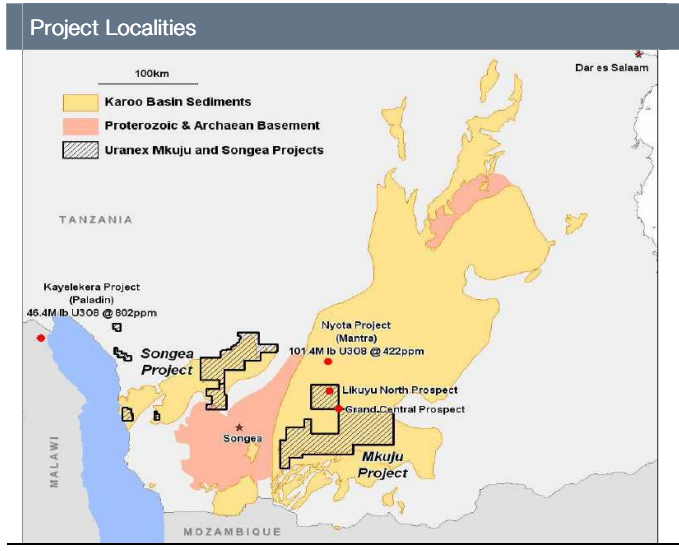 Project Localities
Dar es Salaam
100km
Karoo Basin Sediments
Proterozoic & Archaean Basement
Uranex Mkuju and Songea Projects
TANZANIA
Kayelekera Project
(Paladin)
46.4M lb U3O8 @ 802ppm
Nyota Project
(Mantra)
101.4M lb U3O8 @ 422ppm
Songea
Project
Likuyu North Prospect
Grand Central Prospect
Songea
Mkuju
Project
MALAWI
MOZAMBIQUE